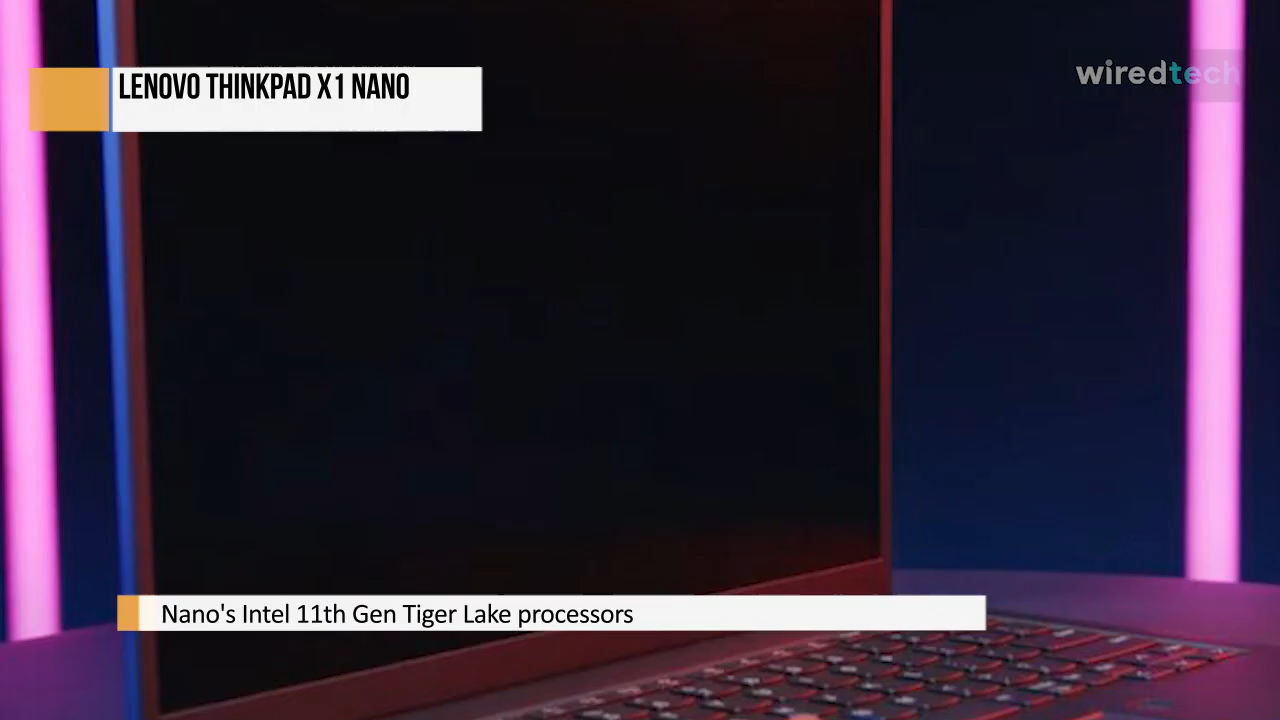 LENOVO THINKPAD X1 NANO
wiredtech
Nano's Intel 11th Gen Tiger Lake processors